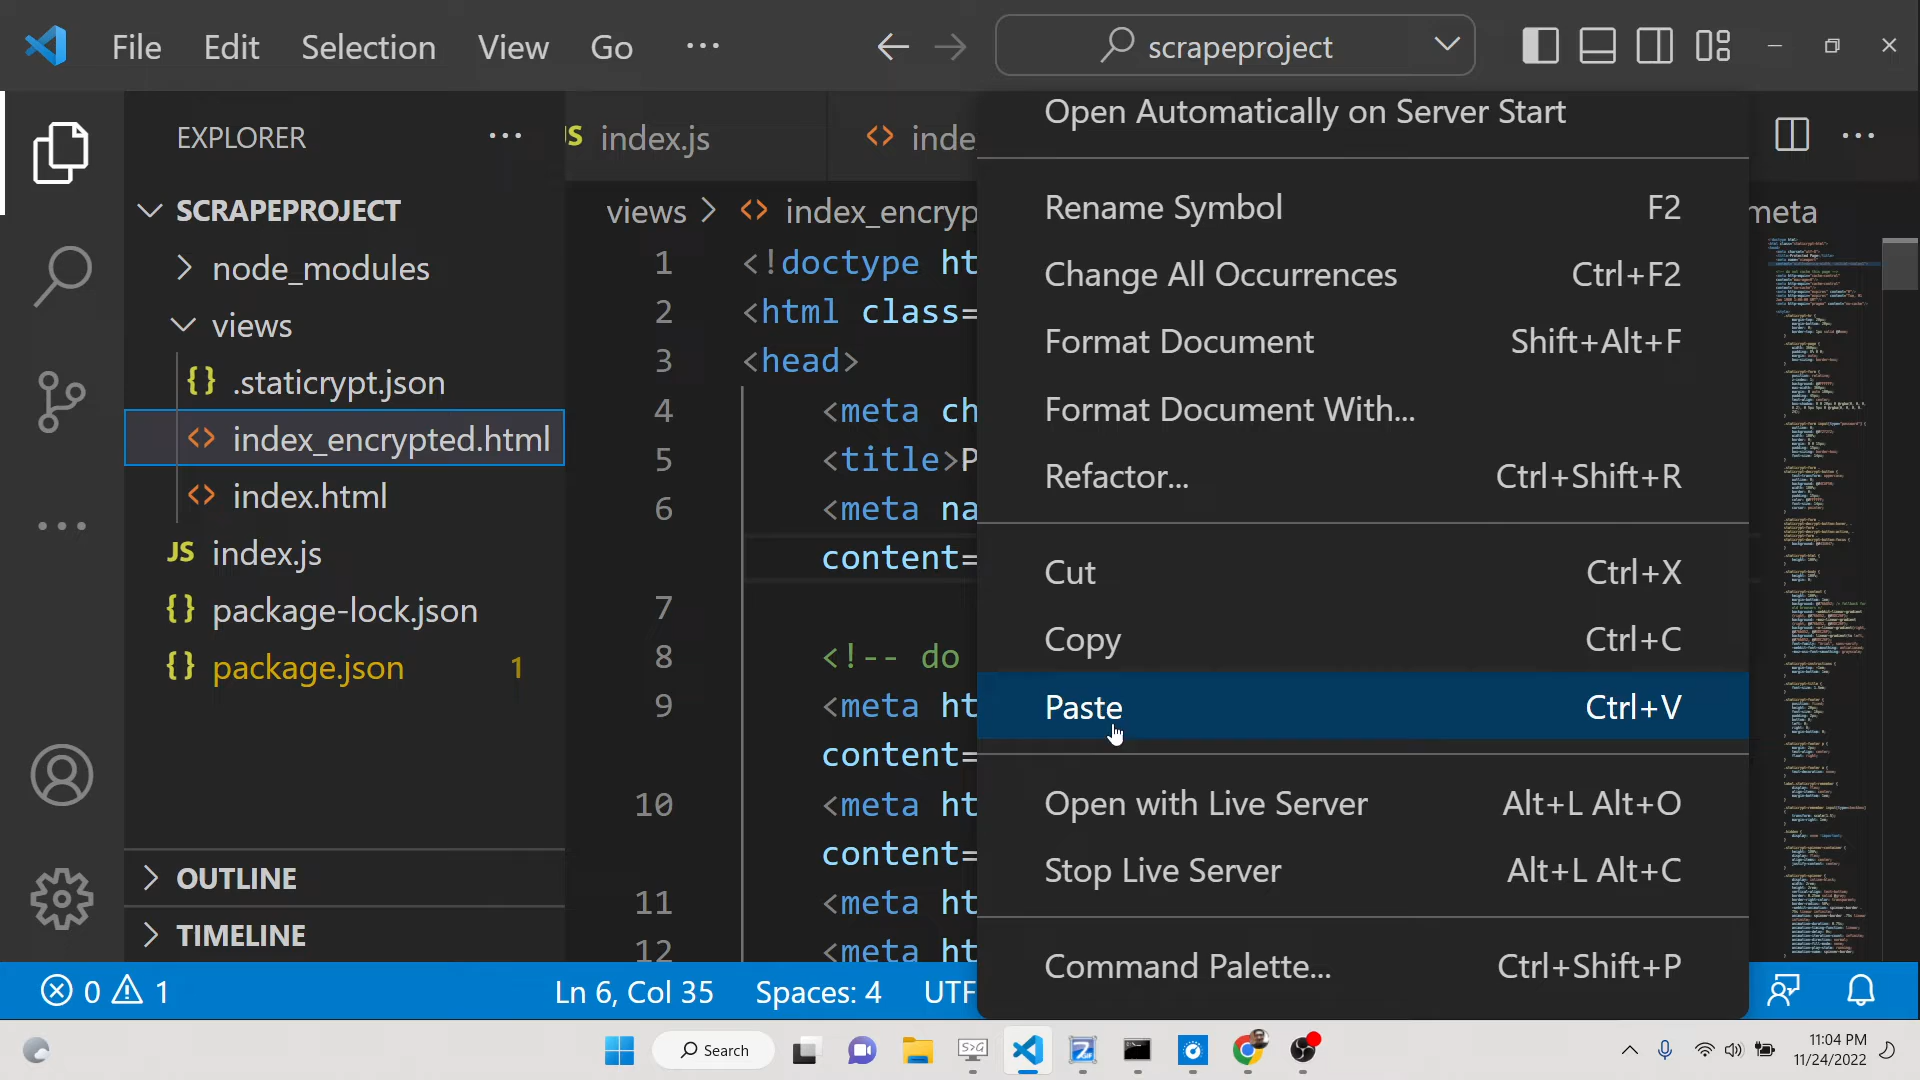 File Edit Selection View Go ...
scrapeproject
EXPLORER ...
JS index.js
<> inde
Open Automatically on Server Start
SCRAPEPROJECT
node_modules
views
{} .staticrypt.json
<> index_encrypted.html
<> index.html
JS index.js
{} package-lock.json
{} package.json 1
OUTLINE
TIMELINE
views > <> index_encryp
meta
1 <!doctype ht
2 <html class=
3 <head>
4 <meta ch
5 <title>P
6 <meta na
content=
7
8 <!-- do
9 <meta ht
content=
10 <meta ht
content=
11 <meta ht
12 <meta ht
Rename Symbol F2
Change All Occurrences Ctrl+F2
Format Document Shift+Alt+F
Format Document With...
Refactor... Ctrl+Shift+R
Cut Ctrl+X
Copy Ctrl+C
Paste Ctrl+V
Open with Live Server Alt+L Alt+O
Stop Live Server Alt+L Alt+C
Command Palette... Ctrl+Shift+P
0 1
Ln 6, Col 35 Spaces: 4 UTF
Search
11:04 PM
11/24/2022